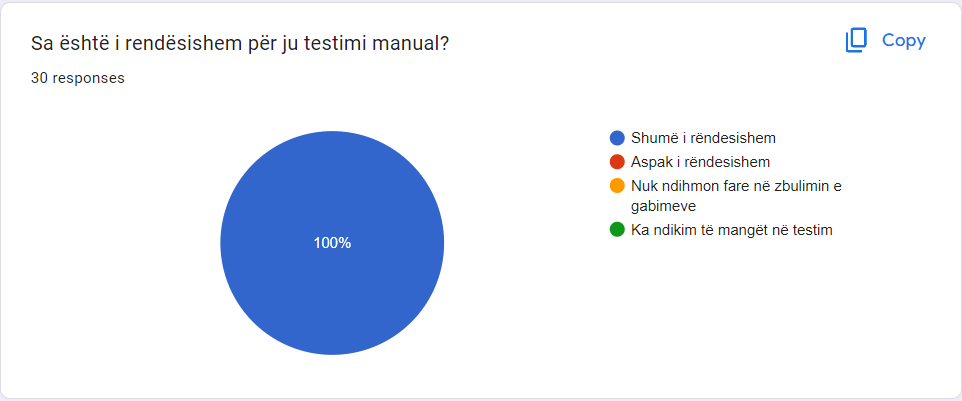 Sa është i rendësishem për ju testimi manual?
Copy
30 responses
100%
Shumë i rëndesishem
Aspak i rëndesishem
Nuk ndihmon fare në zbulimin e
gabimeve
Ka ndikim të mangët në testim